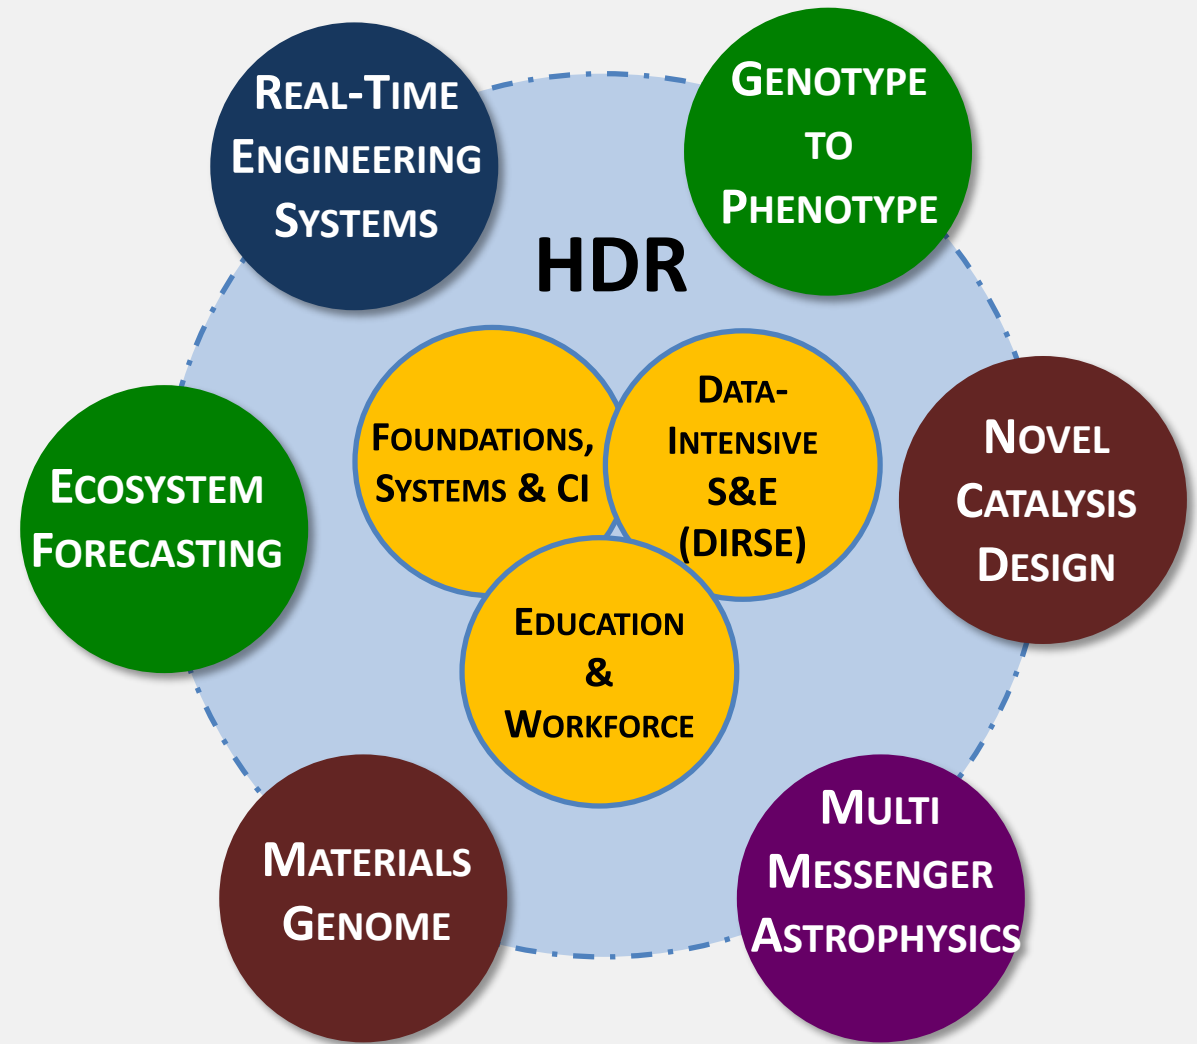 Real-Time
Engineering
Systems
Genotype
to
Phenotype
HDR
Foundations,
Systems & CI
Data-
Intensive
S&E
(DIRSE)
Novel
Catalysis
Design
Ecosystem
Forecasting
Education
&
Workforce
Materials
Genome
Multi
Messenger
Astrophysics